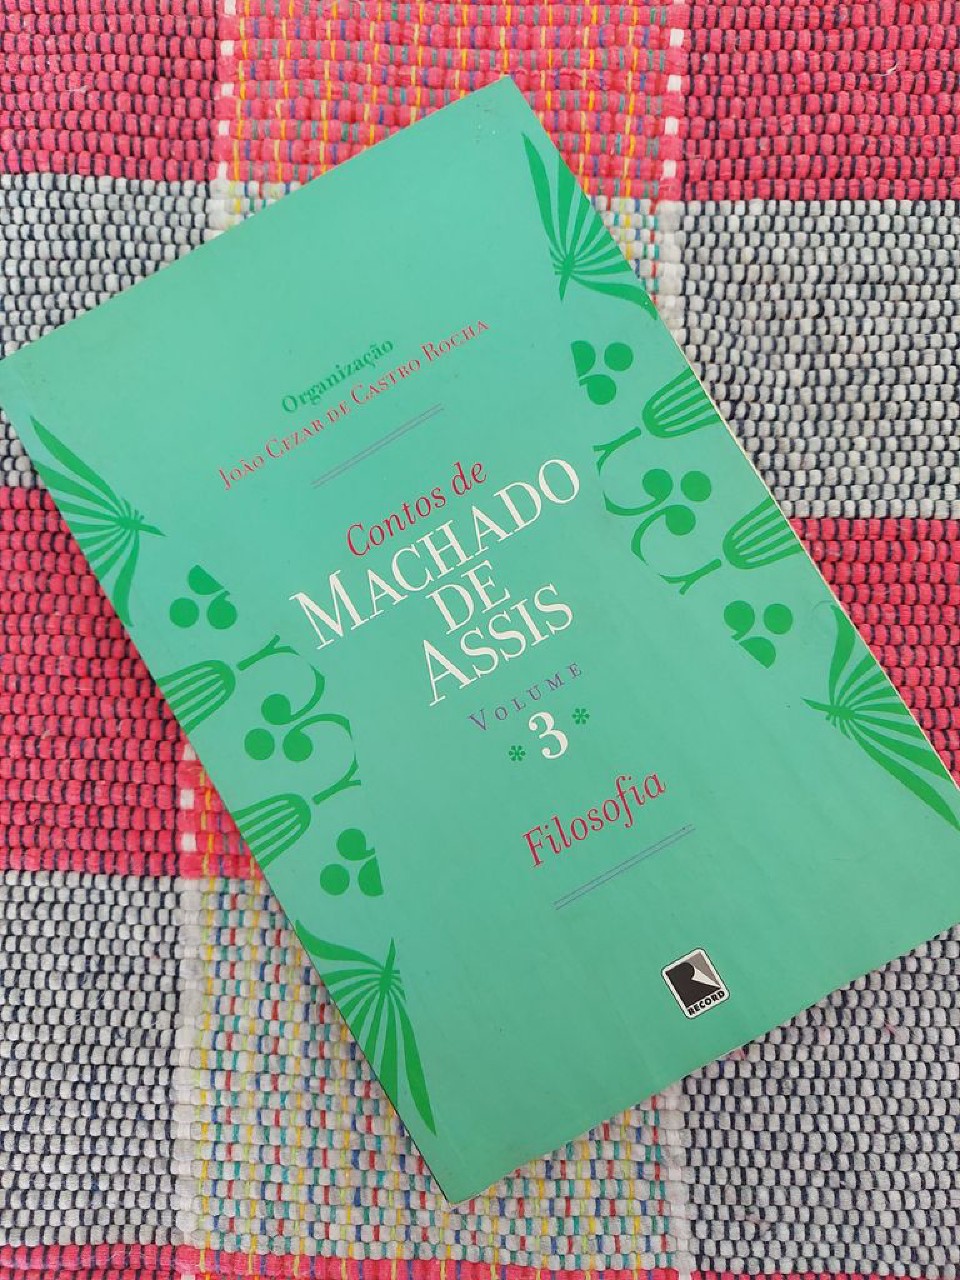 Organização
João Cezar de Castro Rocha
Contos de
Machado
de
Assis
Volume
3
Filosofia
RECORD